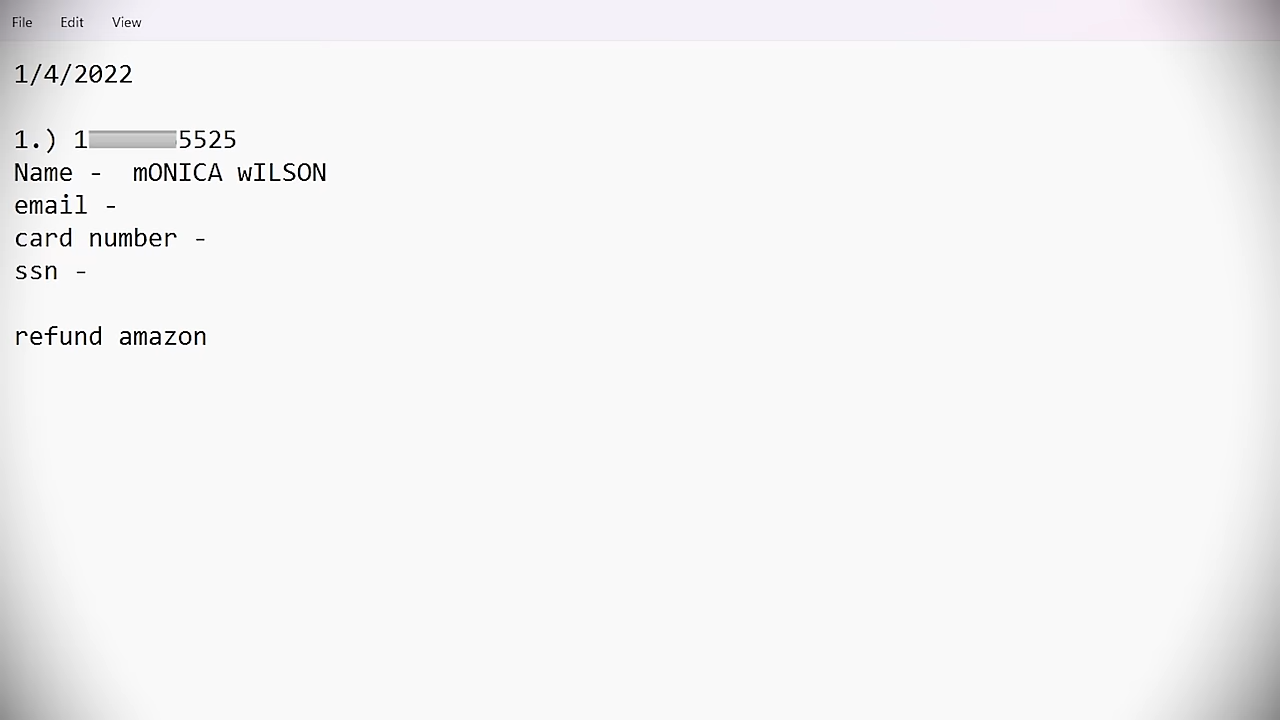 File Edit View
1/4/2022
1.) 1 5525
Name - mONICA wILSON
email -
card number -
ssn -
refund amazon